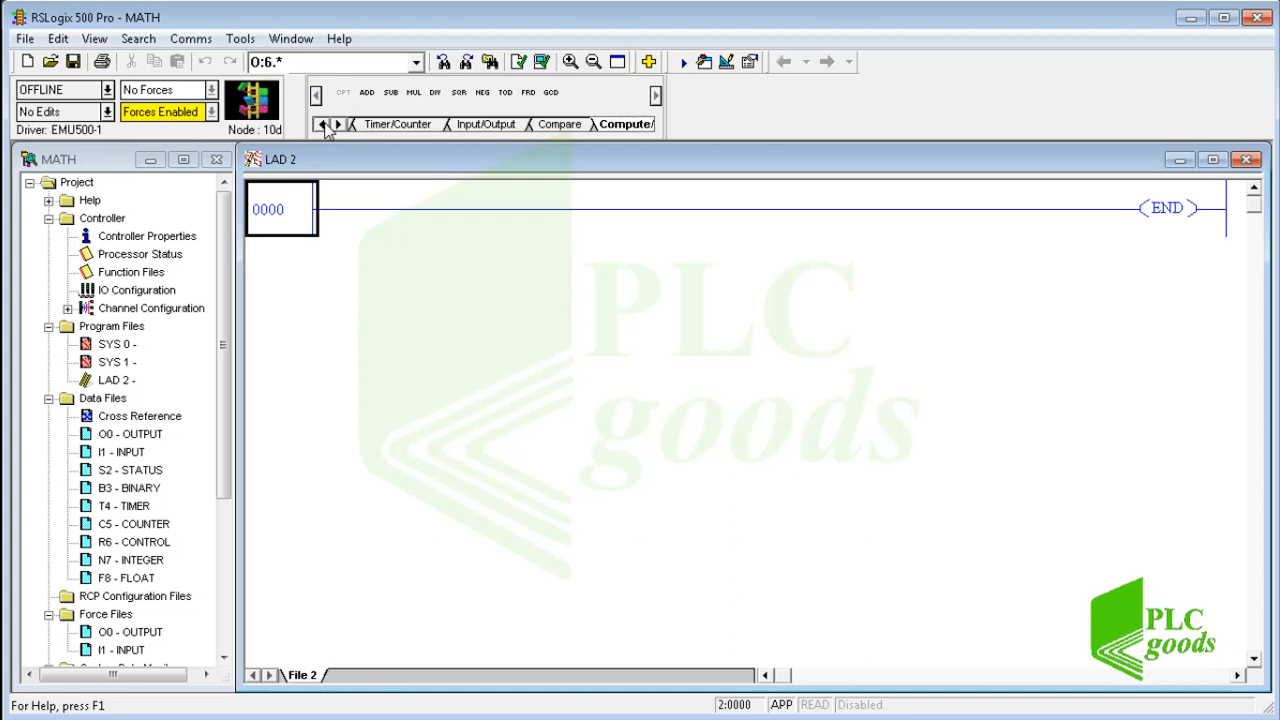 RSLogix 500 Pro - MATH
File Edit View Search Comms Tools Window Help
O:6.*
OFFLINE No Forces
No Edits Forces Enabled
Driver: EMU500-1 Node : 10d
CPT ADD SUB MUL DIV SQR NEG TOD FRD GCD
Timer/Counter Input/Output Compare Compute/
MATH
Project
Help
Controller
Controller Properties
Processor Status
Function Files
IO Configuration
Channel Configuration
Program Files
SYS 0 -
SYS 1 -
LAD 2 -
Data Files
Cross Reference
O0 - OUTPUT
I1 - INPUT
S2 - STATUS
B3 - BINARY
T4 - TIMER
C5 - COUNTER
R6 - CONTROL
N7 - INTEGER
F8 - FLOAT
RCP Configuration Files
Force Files
O0 - OUTPUT
I1 - INPUT
LAD 2
0000
END
PLC
goods
PLC
goods
File 2
For Help, press F1
2:0000 APP READ Disabled